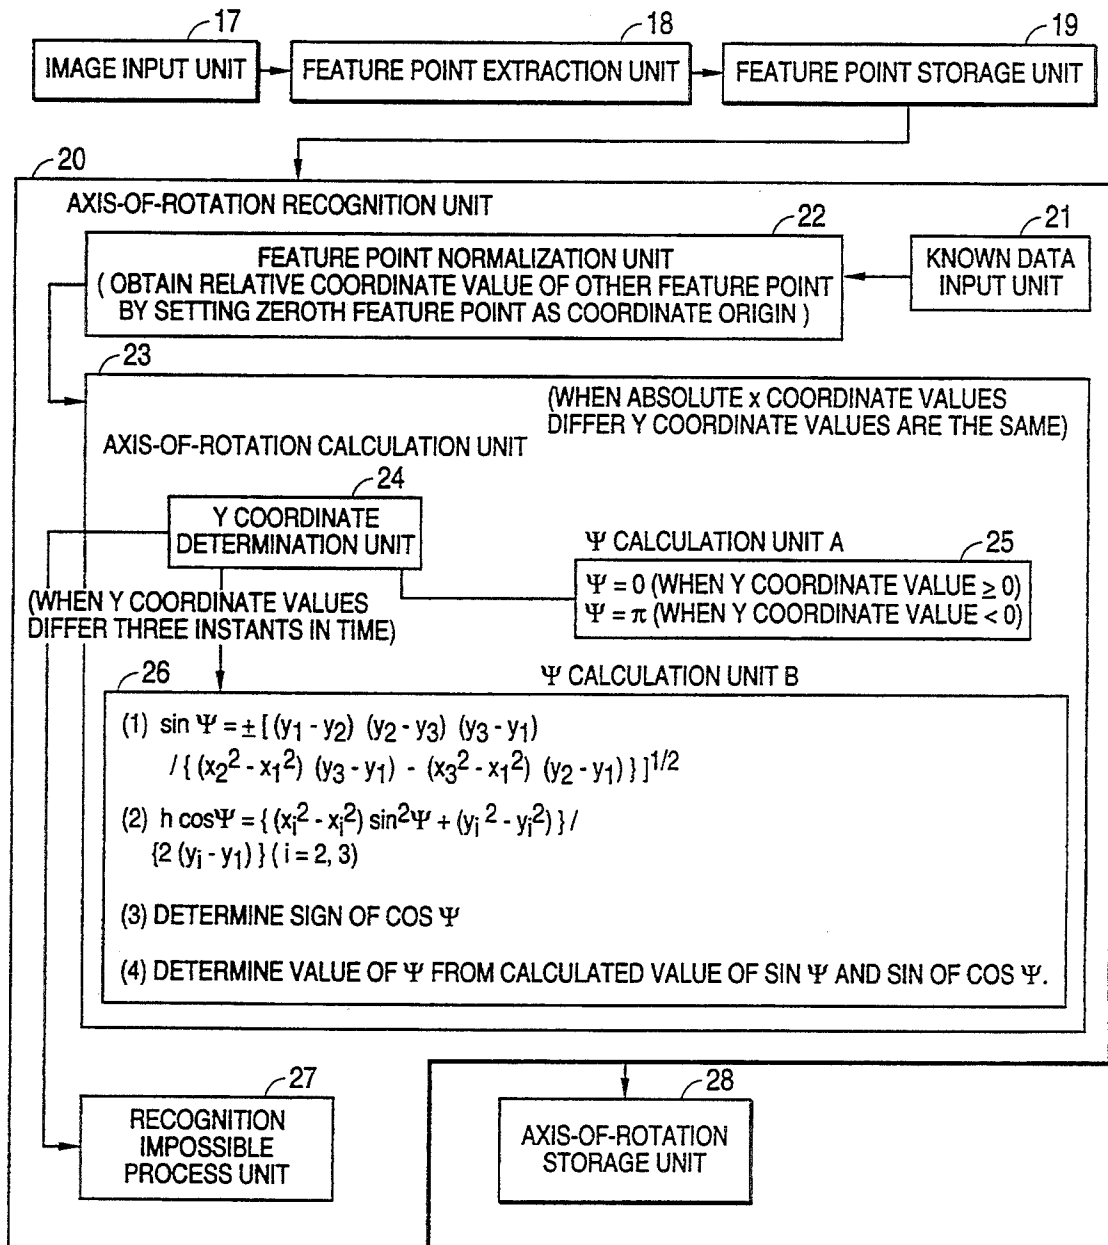 17
18
19
IMAGE INPUT UNIT
FEATURE POINT EXTRACTION UNIT
FEATURE POINT STORAGE UNIT
20
AXIS-OF-ROTATION RECOGNITION UNIT
22
21
FEATURE POINT NORMALIZATION UNIT
( OBTAIN RELATIVE COORDINATE VALUE OF OTHER FEATURE POINT
BY SETTING ZEROTH FEATURE POINT AS COORDINATE ORIGIN )
KNOWN DATA
INPUT UNIT
23
(WHEN ABSOLUTE x COORDINATE VALUES
DIFFER Y COORDINATE VALUES ARE THE SAME)
AXIS-OF-ROTATION CALCULATION UNIT
24
Y COORDINATE
DETERMINATION UNIT
Ψ CALCULATION UNIT A
25
Ψ = 0 (WHEN Y COORDINATE VALUE ≥ 0)
Ψ = π (WHEN Y COORDINATE VALUE < 0)
(WHEN Y COORDINATE VALUES
DIFFER THREE INSTANTS IN TIME)
26
Ψ CALCULATION UNIT B
(1) sin Ψ = ± [ (y₁ - y₂) (y₂ - y₃) (y₃ - y₁)
/ { (x₂² - x₁²) (y₃ - y₁) - (x₃² - x₁²) (y₂ - y₁) } ]^1/2
(2) h cosΨ = { (xᵢ² - xᵢ²) sin²Ψ + (yᵢ² - yᵢ²) } /
{2 (yᵢ - y₁) } ( i = 2, 3)
(3) DETERMINE SIGN OF COS Ψ
(4) DETERMINE VALUE OF Ψ FROM CALCULATED VALUE OF SIN Ψ AND SIN OF COS Ψ.
27
RECOGNITION
IMPOSSIBLE
PROCESS UNIT
28
AXIS-OF-ROTATION
STORAGE UNIT